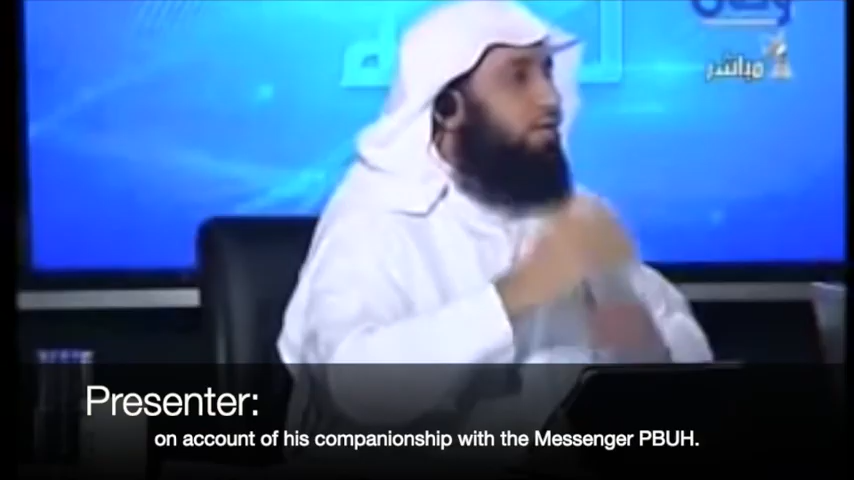 مباشر
Presenter:
on account of his companionship with the Messenger PBUH.